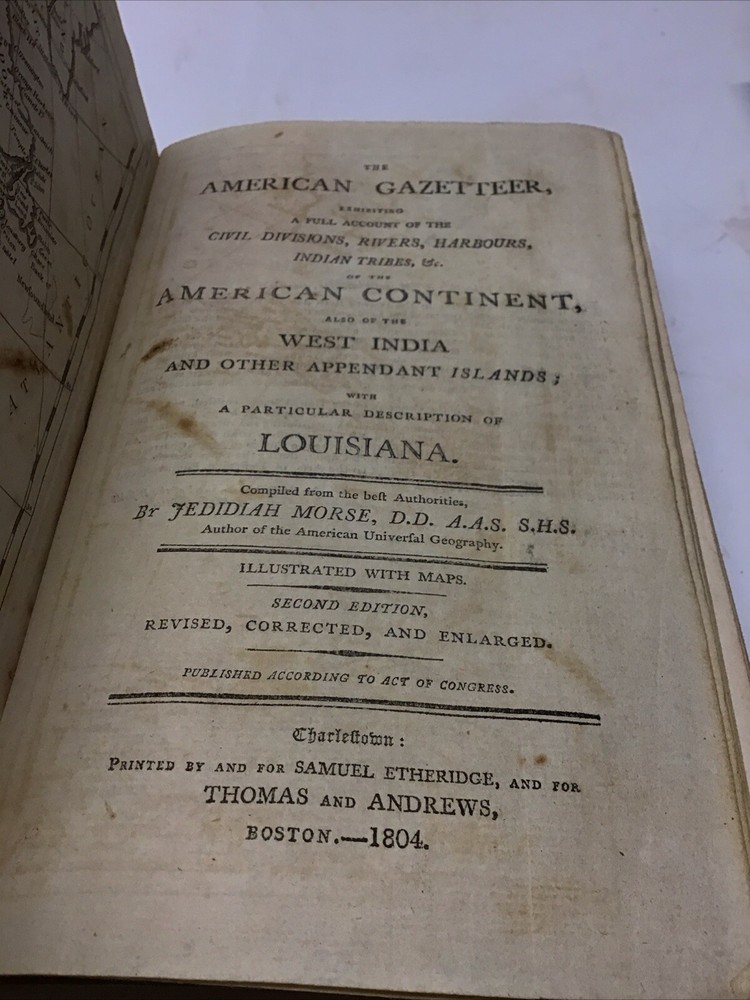 THE
AMERICAN GAZETTEER,
EXHIBITING
A FULL ACCOUNT OF THE
CIVIL DIVISIONS, RIVERS, HARBOURS,
INDIAN TRIBES, &c.
OF THE
AMERICAN CONTINENT,
ALSO OF THE
WEST INDIA
AND OTHER APPENDANT ISLANDS;
WITH
A PARTICULAR DESCRIPTION OF
LOUISIANA.
Compiled from the beſt Authorities,
BY JEDIDIAH MORSE, D.D. A.A.S. S.H.S.
Author of the American Univerſal Geography.
ILLUSTRATED WITH MAPS.
SECOND EDITION,
REVISED, CORRECTED, AND ENLARGED.
PUBLISHED ACCORDING TO ACT OF CONGRESS.
Charleſtown:
PRINTED BY AND FOR SAMUEL ETHERIDGE, AND FOR
THOMAS AND ANDREWS,
BOSTON.—1804.